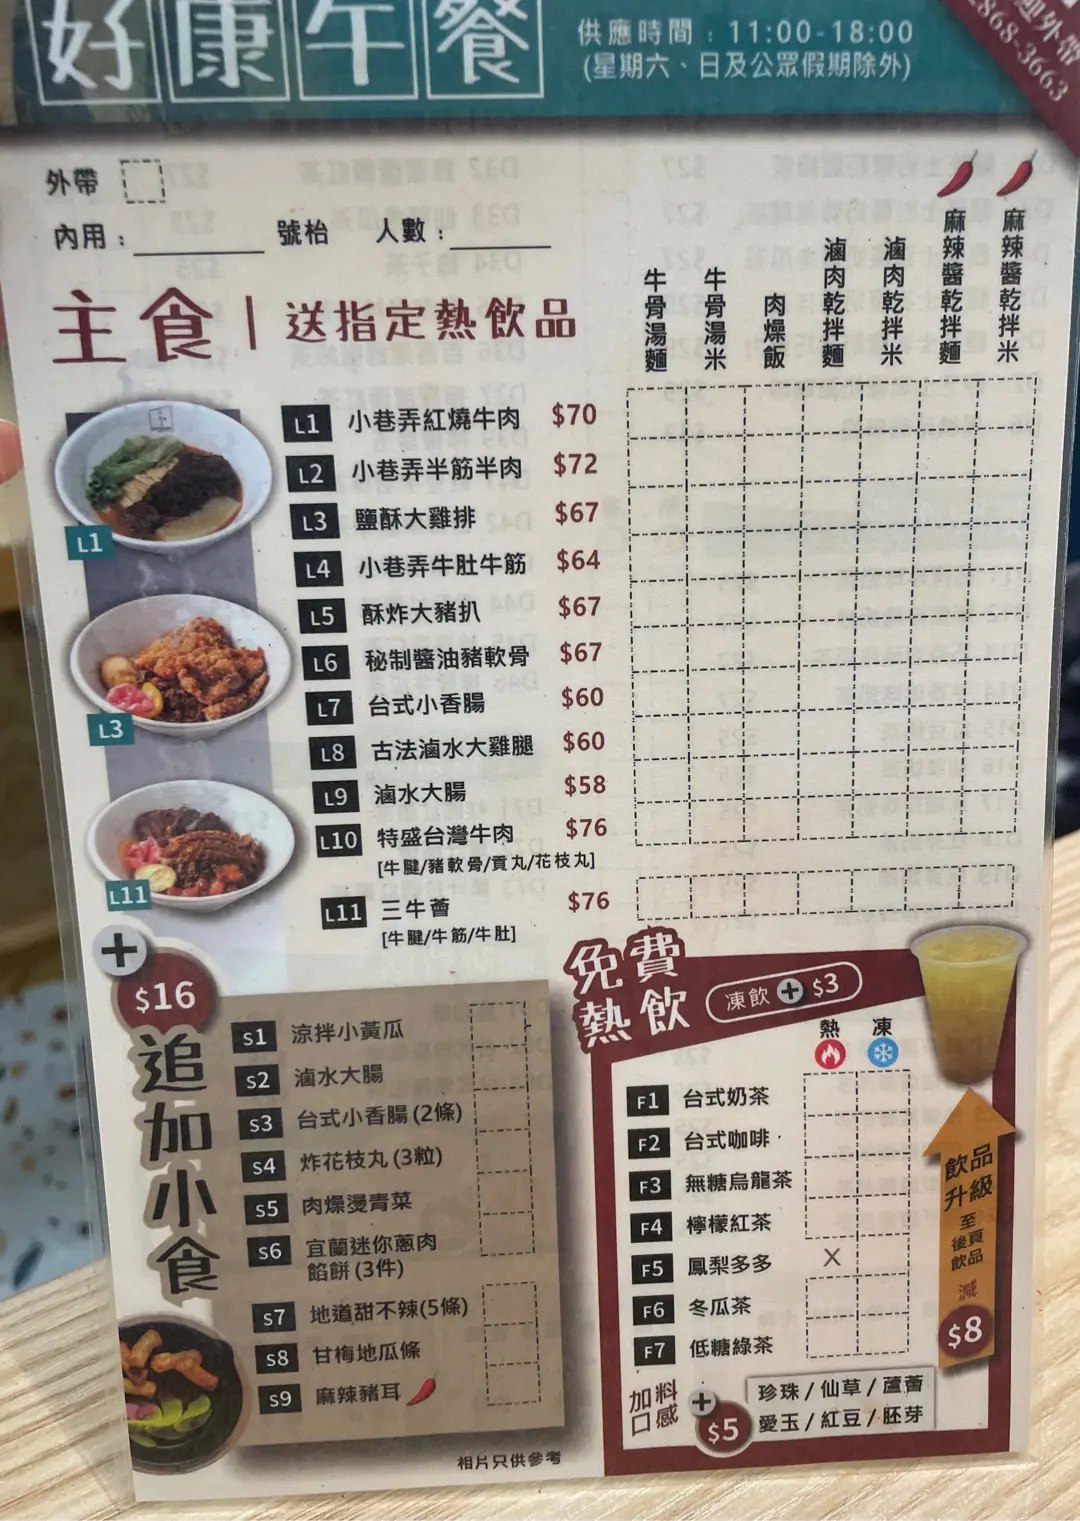 好康午餐
供應時間：11:00-18:00
(星期六、日及公眾假期除外)
迎外帶
2868-3663
外帶
內用： 號枱 人數：
主食 | 送指定熱飲品
牛骨湯麵
牛骨湯米
肉燥飯
滷肉乾拌麵
滷肉乾拌米
麻辣醬乾拌麵
麻辣醬乾拌米
L1 小巷弄紅燒牛肉 $70
L2 小巷弄半筋半肉 $72
L3 鹽酥大雞排 $67
L4 小巷弄牛肚牛筋 $64
L5 酥炸大豬扒 $67
L6 秘制醬油豬軟骨 $67
L7 台式小香腸 $60
L8 古法滷水大雞腿 $60
L9 滷水大腸 $58
L10 特盛台灣牛肉 $76
[牛腱/豬軟骨/貢丸/花枝丸]
L11 三牛薈 $76
[牛腱/牛筋/牛肚]
L1
L3
L11
+
$16
追加小食
S1 涼拌小黃瓜
S2 滷水大腸
S3 台式小香腸(2條)
S4 炸花枝丸(3粒)
S5 肉燥燙青菜
S6 宜蘭迷你蔥肉
餡餅(3件)
S7 地道甜不辣(5條)
S8 甘梅地瓜條
S9 麻辣豬耳
相片只供參考
免費
熱飲
凍飲+$3
熱 凍
F1 台式奶茶
F2 台式咖啡
F3 無糖烏龍茶
F4 檸檬紅茶
F5 鳳梨多多 X
F6 冬瓜茶
F7 低糖綠茶
飲品
升級
至
後頁
飲品
減
$8
加料
口感
+
$5
珍珠/仙草/蘆薈
愛玉/紅豆/胚芽